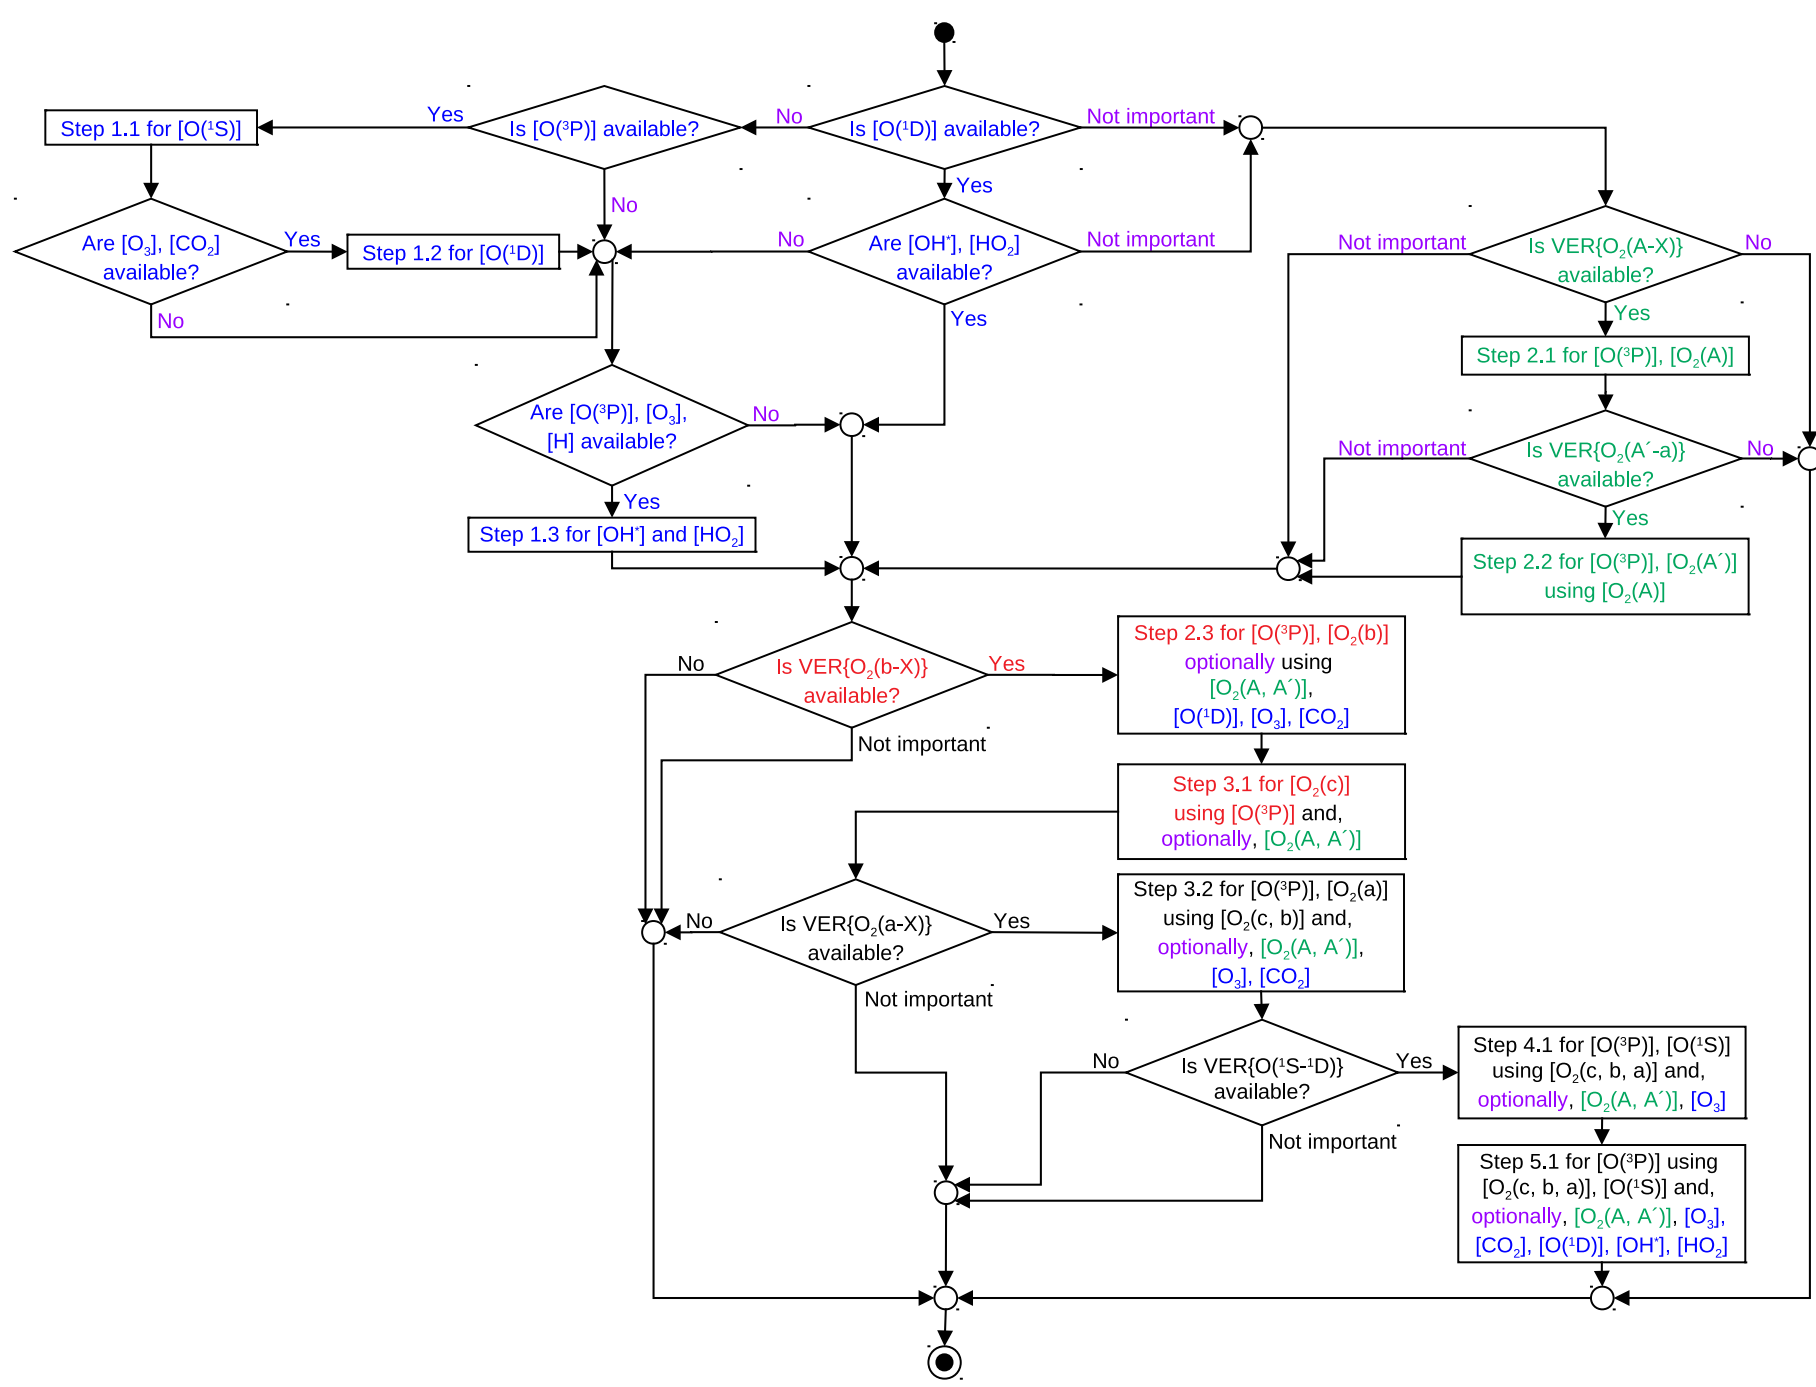 Yes
Is [O(³P)] available?
No
Is [O(¹D)] available?
Not important
Step 1.1 for [O(¹S)]
Yes
No
Are [O₃], [CO₂]
available?
Yes
Step 1.2 for [O(¹D)]
No
Are [OH*], [HO₂]
available?
Not important
Not important
Is VER{O₂(A-X)}
available?
No
No
Yes
Yes
Step 2.1 for [O(³P)], [O₂(A)]
Are [O(³P)], [O₃],
[H] available?
No
Not important
Is VER{O₂(A´-a)}
available?
No
Yes
Yes
Step 1.3 for [OH*] and [HO₂]
Step 2.2 for [O(³P)], [O₂(A´)]
using [O₂(A)]
No
Is VER{O₂(b-X)}
available?
Yes
Not important
Step 2.3 for [O(³P)], [O₂(b)]
optionally using
[O₂(A, A´)],
[O(¹D)], [O₃], [CO₂]
Step 3.1 for [O₂(c)]
using [O(³P)] and,
optionally, [O₂(A, A´)]
No
Is VER{O₂(a-X)}
available?
Yes
Not important
Step 3.2 for [O(³P)], [O₂(a)]
using [O₂(c, b)] and,
optionally, [O₂(A, A´)],
[O₃], [CO₂]
No
Is VER{O(¹S-¹D)}
available?
Yes
Not important
Step 4.1 for [O(³P)], [O(¹S)]
using [O₂(c, b, a)] and,
optionally, [O₂(A, A´)], [O₃]
Step 5.1 for [O(³P)] using
[O₂(c, b, a)], [O(¹S)] and,
optionally, [O₂(A, A´)], [O₃],
[CO₂], [O(¹D)], [OH*], [HO₂]